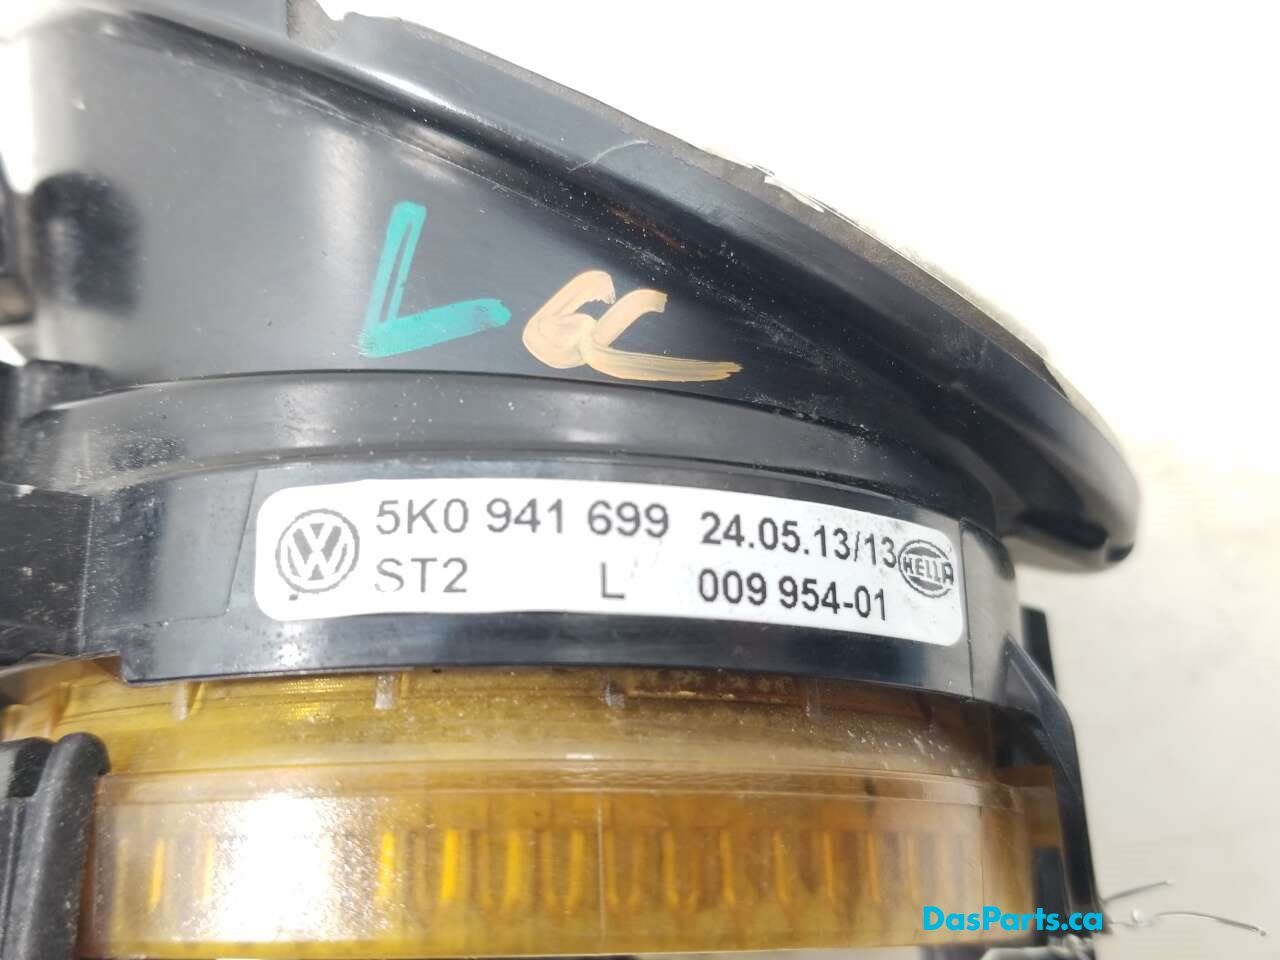 L
5K0 941 699 24.05.13/13 HELLA
ST2 L 009 954-01
DasParts.ca